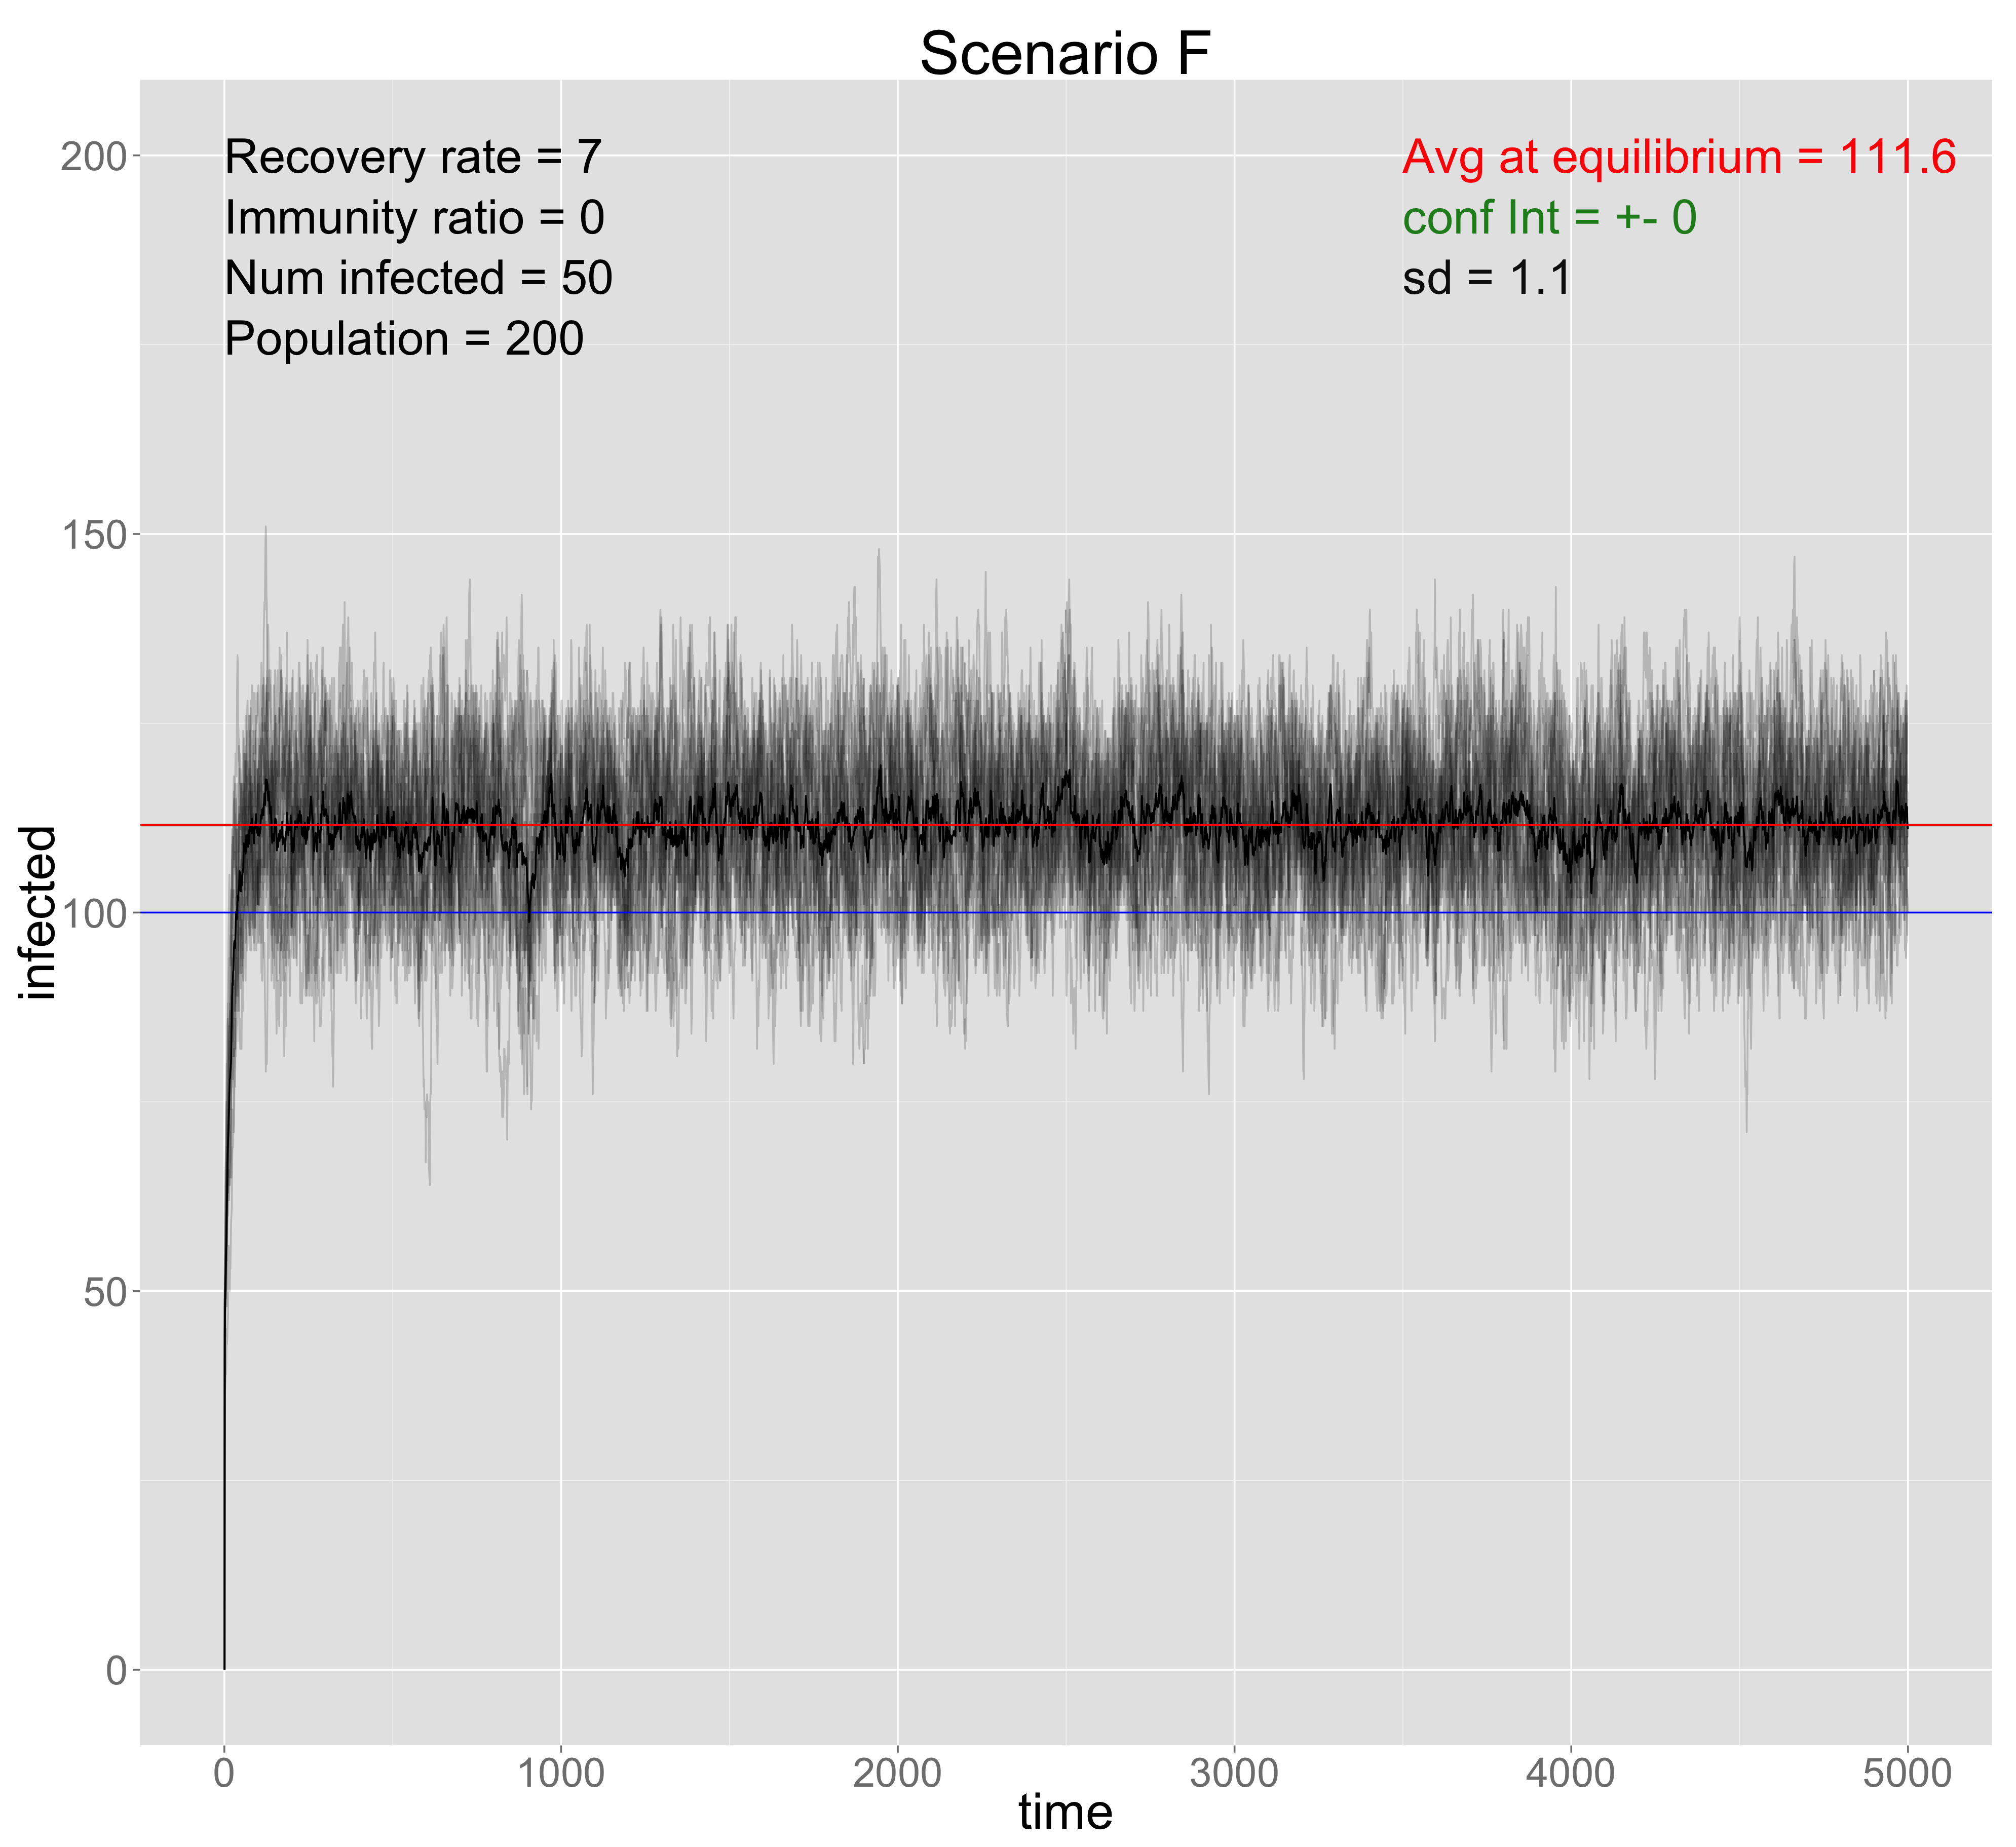 Scenario F
Recovery rate = 7
Immunity ratio = 0
Num infected = 50
Population = 200
Avg at equilibrium = 111.6
conf Int = +- 0
sd = 1.1
infected
200
150
100
50
0
0 1000 2000 3000 4000 5000
time